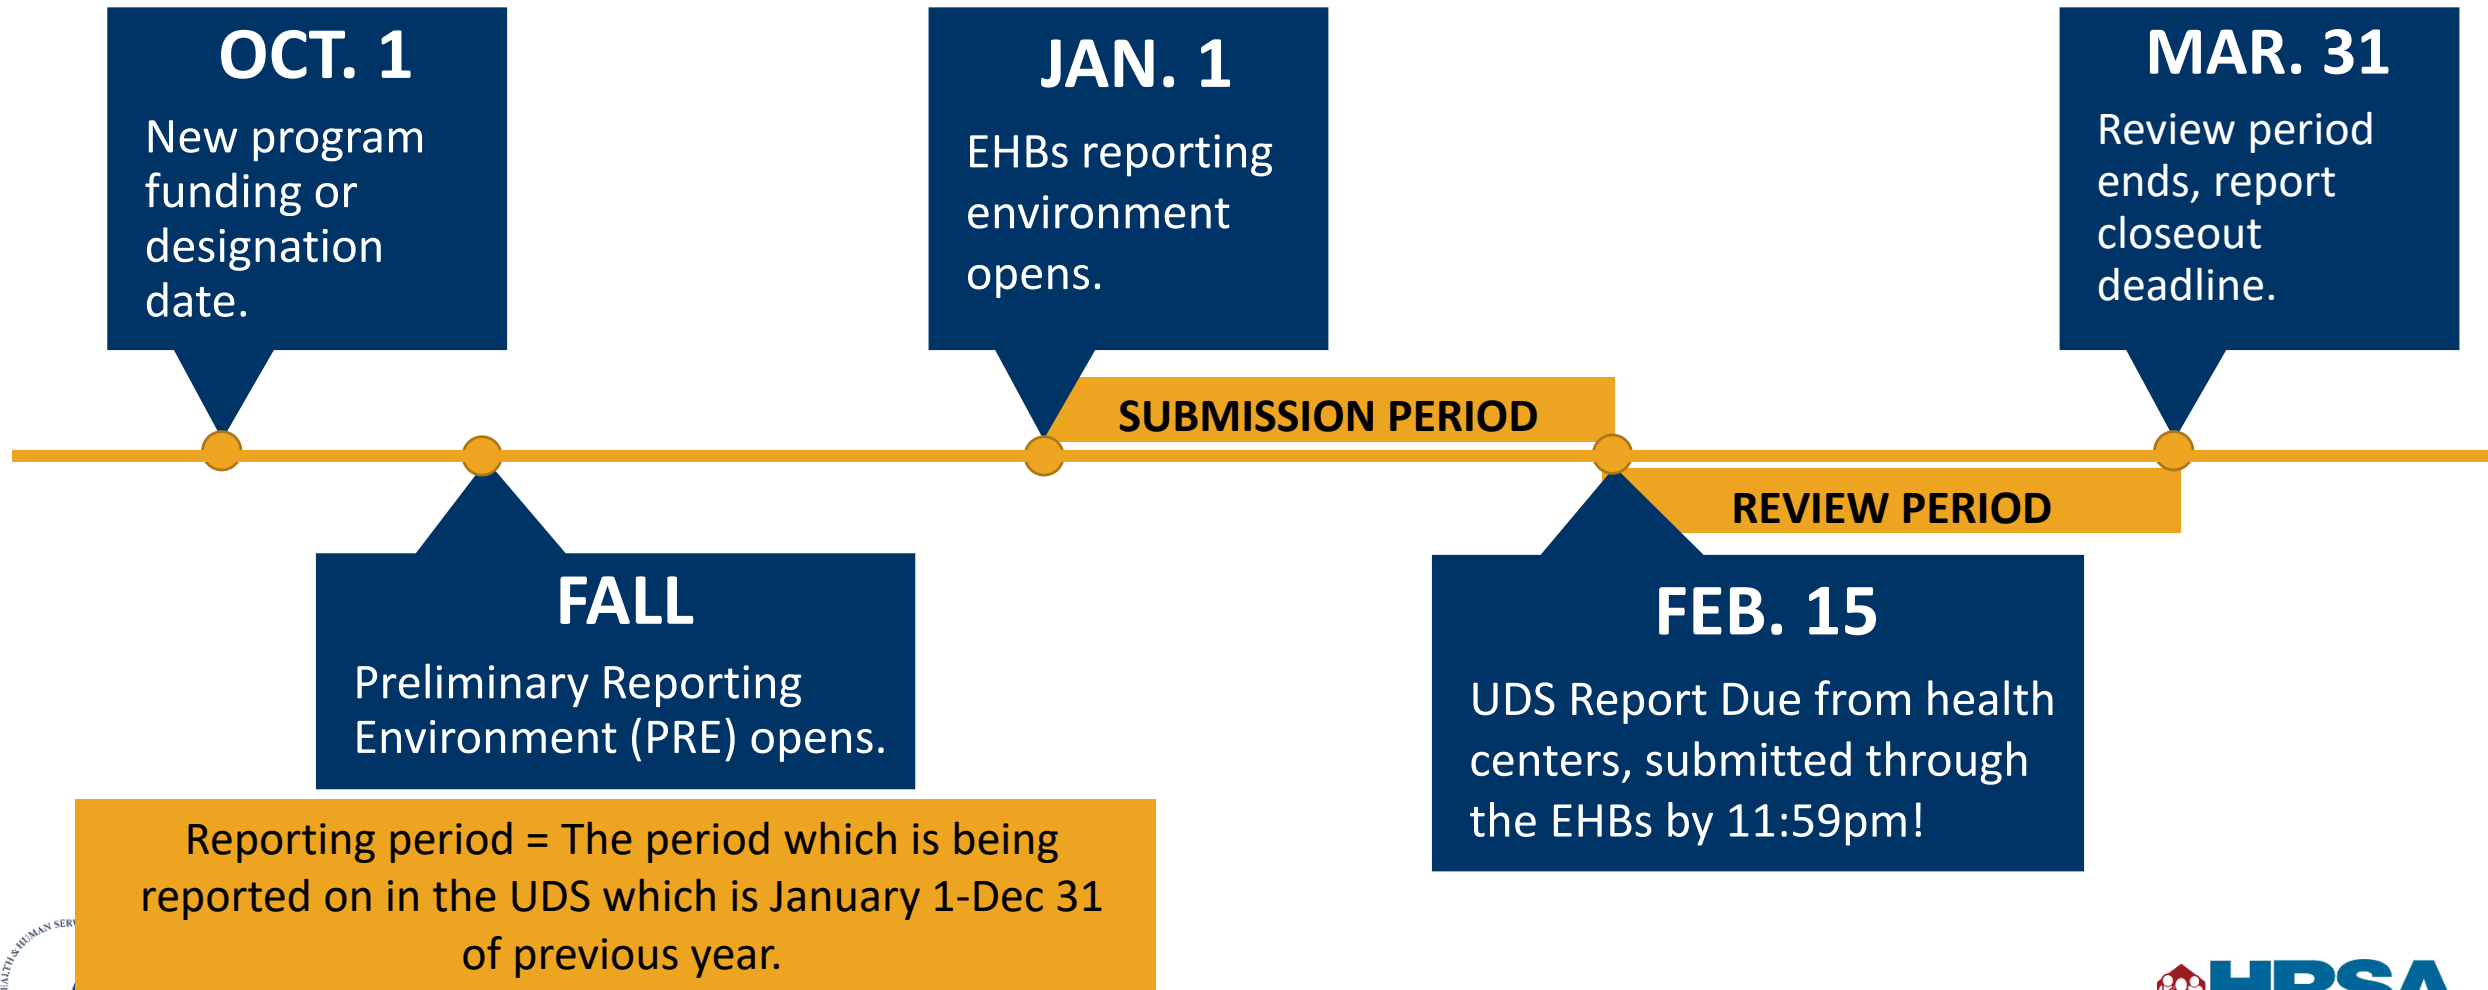 OCT. 1
New program
funding or
designation
date.
JAN. 1
EHBs reporting
environment
opens.
MAR. 31
Review period
ends, report
closeout
deadline.
SUBMISSION PERIOD
REVIEW PERIOD
FALL
Preliminary Reporting
Environment (PRE) opens.
FEB. 15
UDS Report Due from health
centers, submitted through
the EHBs by 11:59pm!
Reporting period = The period which is being
reported on in the UDS which is January 1-Dec 31
of previous year.
& HUMAN
HRSA